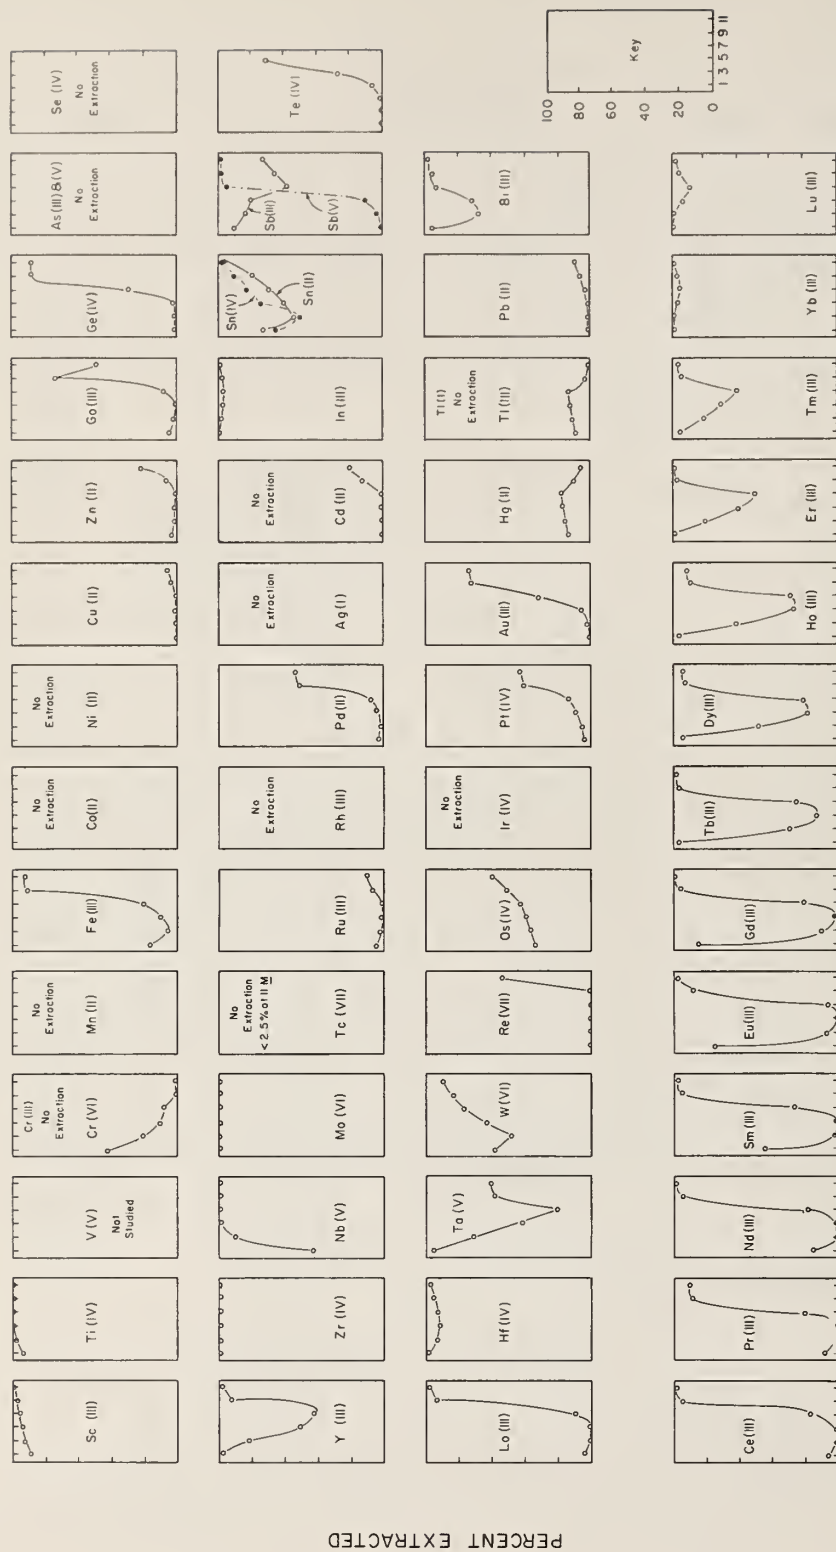 PERCENT EXTRACTED
Sc (III)
Ti (IV)
V (V)
Not
Studied
Cr (III)
No
Extraction
Cr (VI)
No
Extraction
Mn (II)
Fe (III)
No
Extraction
Co (II)
No
Extraction
Ni (II)
Cu (II)
Zn (II)
Ga (III)
Ge (IV)
As (III) & (V)
No
Extraction
Se (IV)
No
Extraction
Y (III)
Zr (IV)
Nb (V)
Mo (VI)
No
Extraction
<2.5% at 11 M
Tc (VII)
Ru (III)
No
Extraction
Rh (III)
Pd (II)
No
Extraction
Ag (I)
No
Extraction
Cd (II)
In (III)
Sn (IV)
Sn (II)
Sb (III)
Sb (V)
Te (IV)
La (III)
Hf (IV)
Ta (V)
W (VI)
Re (VII)
Os (IV)
No
Extraction
Ir (IV)
Pt (IV)
Au (III)
Hg (II)
Tl (I)
No
Extraction
Tl (III)
Pb (II)
Bi (III)
Ce (III)
Pr (III)
Nd (III)
Sm (III)
Eu (III)
Gd (III)
Tb (III)
Dy (III)
Ho (III)
Er (III)
Tm (III)
Yb (III)
Lu (III)
100
80
60
40
20
0
Key
1 3 5 7 9 11